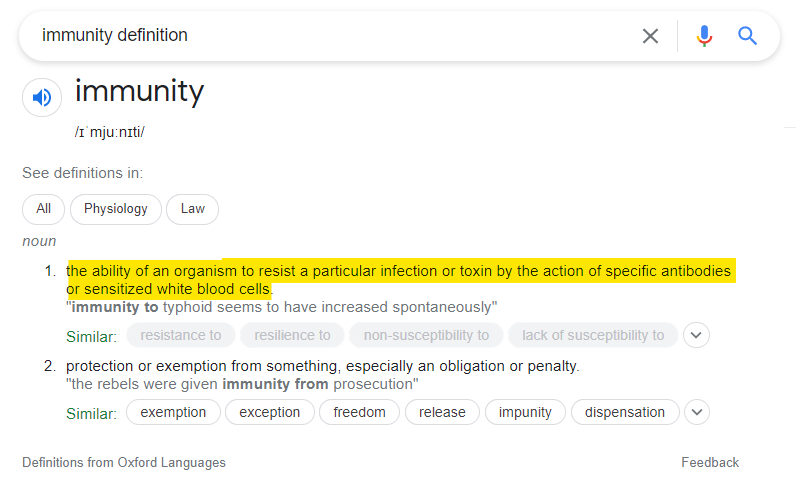 immunity definition
immunity
/ɪˈmjuːnɪti/
See definitions in:
All Physiology Law
noun
1. the ability of an organism to resist a particular infection or toxin by the action of specific antibodies
or sensitized white blood cells.
"immunity to typhoid seems to have increased spontaneously"
Similar: resistance to resilience to non-susceptibility to lack of susceptibility to
2. protection or exemption from something, especially an obligation or penalty.
"the rebels were given immunity from prosecution"
Similar: exemption exception freedom release impunity dispensation
Definitions from Oxford Languages Feedback